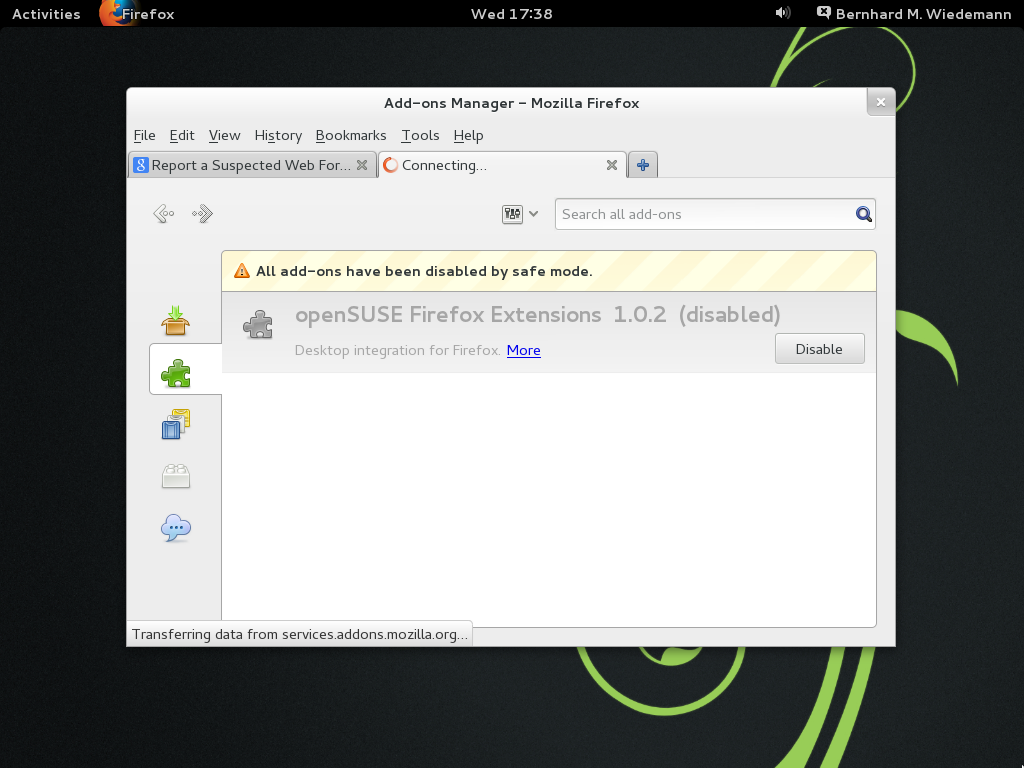 Activities Firefox Wed 17:38 Bernhard M. Wiedemann
Add-ons Manager - Mozilla Firefox
File Edit View History Bookmarks Tools Help
Report a Suspected Web For... Connecting...
Search all add-ons
All add-ons have been disabled by safe mode.
openSUSE Firefox Extensions 1.0.2 (disabled)
Desktop integration for Firefox. More Disable
Transferring data from services.addons.mozilla.org...